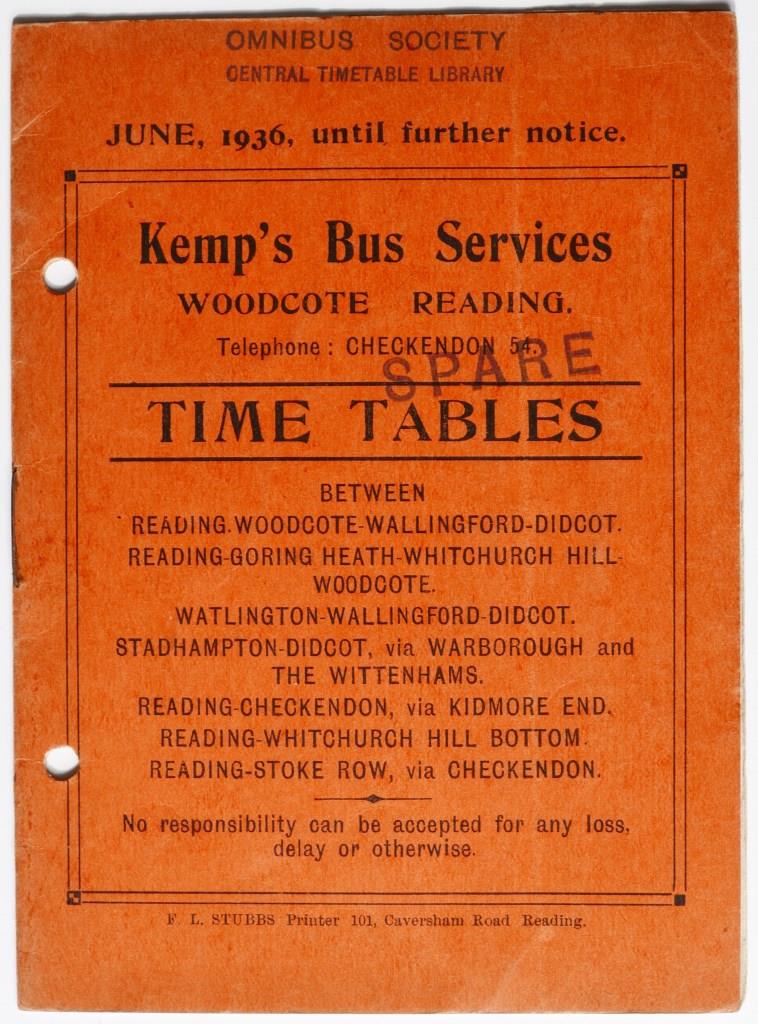 OMNIBUS SOCIETY
CENTRAL TIMETABLE LIBRARY
JUNE, 1936, until further notice.
Kemp's Bus Services
WOODCOTE READING.
Telephone : CHECKENDON 54.
SPARE
TIME TABLES
BETWEEN
READING.WOODCOTE-WALLINGFORD-DIDCOT.
READING-GORING HEATH-WHITCHURCH HILL-
WOODCOTE.
WATLINGTON-WALLINGFORD-DIDCOT.
STADHAMPTON-DIDCOT, via WARBOROUGH and
THE WITTENHAMS.
READING-CHECKENDON, via KIDMORE END.
READING-WHITCHURCH HILL BOTTOM.
READING-STOKE ROW, via CHECKENDON.
No responsibility can be accepted for any loss,
delay or otherwise.
F. L. STUBBS Printer 101, Caversham Road Reading.